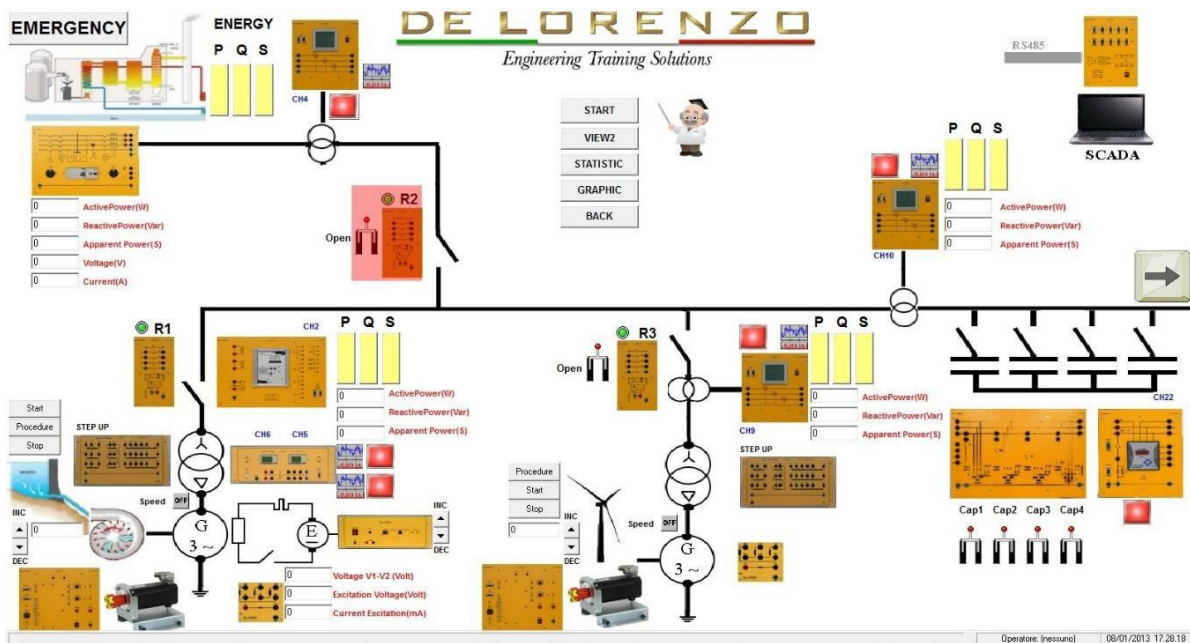 EMERGENCY
ENERGY
P Q S
CH4
DE LORENZO
Engineering Training Solutions
RS485
SCADA
START
VIEW2
STATISTIC
GRAPHIC
BACK
0 ActivePower(W)
0 ReactivePower(Var)
0 Apparent Power(S)
0 Voltage(V)
0 Current(A)
R2
Open
P Q S
CH10
0 ActivePower(W)
0 ReactivePower(Var)
0 Apparent Power(S)
R1
CH2
P Q S
0 ActivePower(W)
0 ReactivePower(Var)
0 Apparent Power(S)
Start
Procedure
Stop
STEP UP
CH6 CH5
Speed OFF
INC
0
DEC
G
3 ~
E
INC
DEC
0 Voltage V1-V2 (Volt)
0 Excitation Voltage(Volt)
0 Current Excitation(mA)
R3
Open
P Q S
CH9
0 ActivePower(W)
0 ReactivePower(Var)
0 Apparent Power(S)
STEP UP
Procedure
Start
Stop
INC
0
DEC
Speed OFF
G
3 ~
CH22
Cap1 Cap2 Cap3 Cap4
Operatore: [nessuno] 08/01/2013 17.28.18